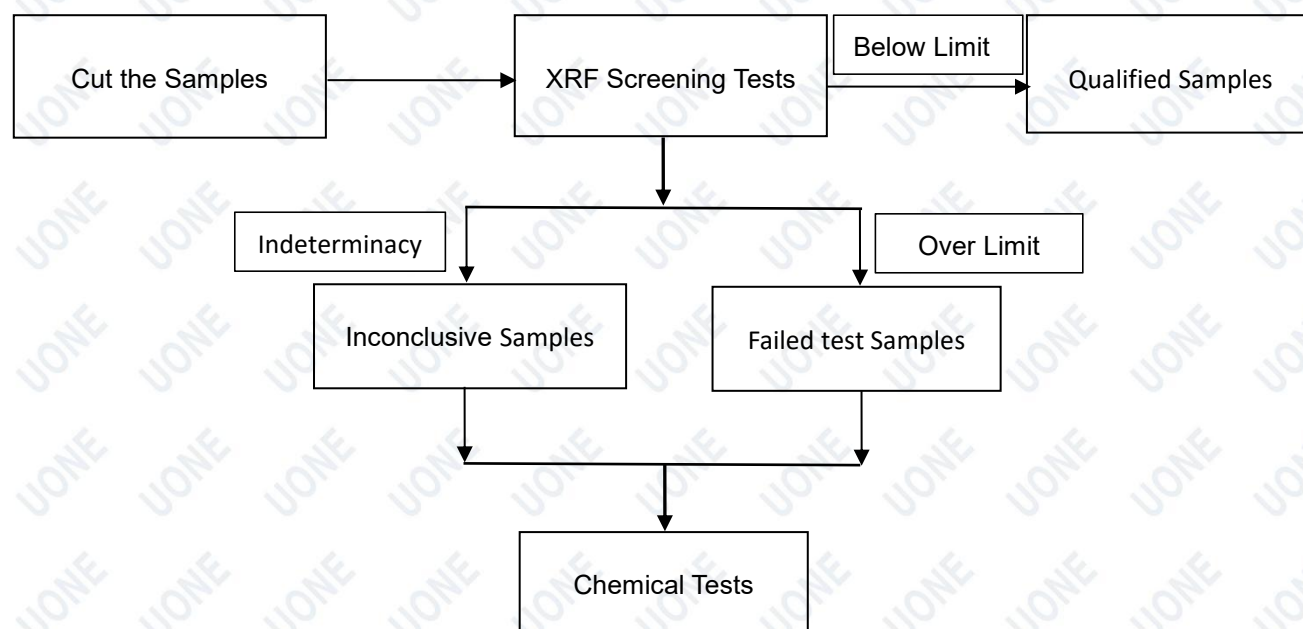 Cut the Samples
XRF Screening Tests
Below Limit
Qualified Samples
Indeterminacy
Over Limit
Inconclusive Samples
Failed test Samples
Chemical Tests
UONE